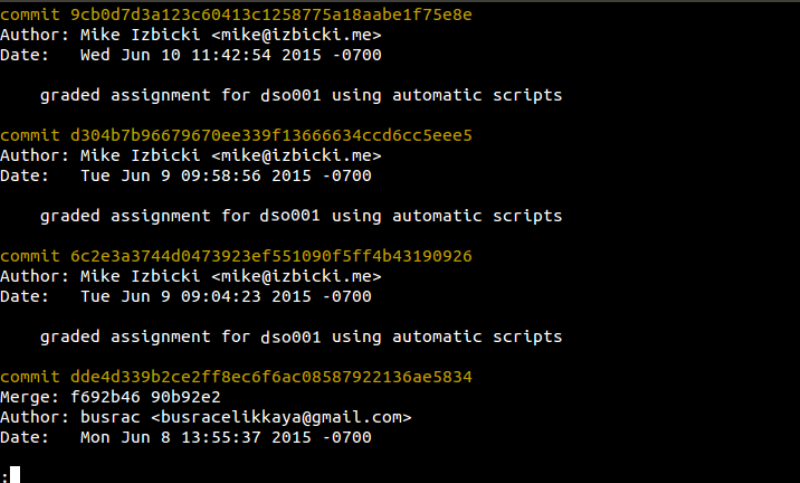 commit 9cb0d7d3a123c60413c1258775a18aabe1f75e8e
Author: Mike Izbicki <mike@izbicki.me>
Date:   Wed Jun 10 11:42:54 2015 -0700
    graded assignment for dso001 using automatic scripts
commit d304b7b96679670ee339f13666634ccd6cc5eee5
Author: Mike Izbicki <mike@izbicki.me>
Date:   Tue Jun 9 09:58:56 2015 -0700
    graded assignment for dso001 using automatic scripts
commit 6c2e3a3744d0473923ef551090f5ff4b43190926
Author: Mike Izbicki <mike@izbicki.me>
Date:   Tue Jun 9 09:04:23 2015 -0700
    graded assignment for dso001 using automatic scripts
commit dde4d339b2ce2ff8ec6f6ac08587922136ae5834
Merge: f692b46 90b92e2
Author: busrac <busracelikkaya@gmail.com>
Date:   Mon Jun 8 13:55:37 2015 -0700
: